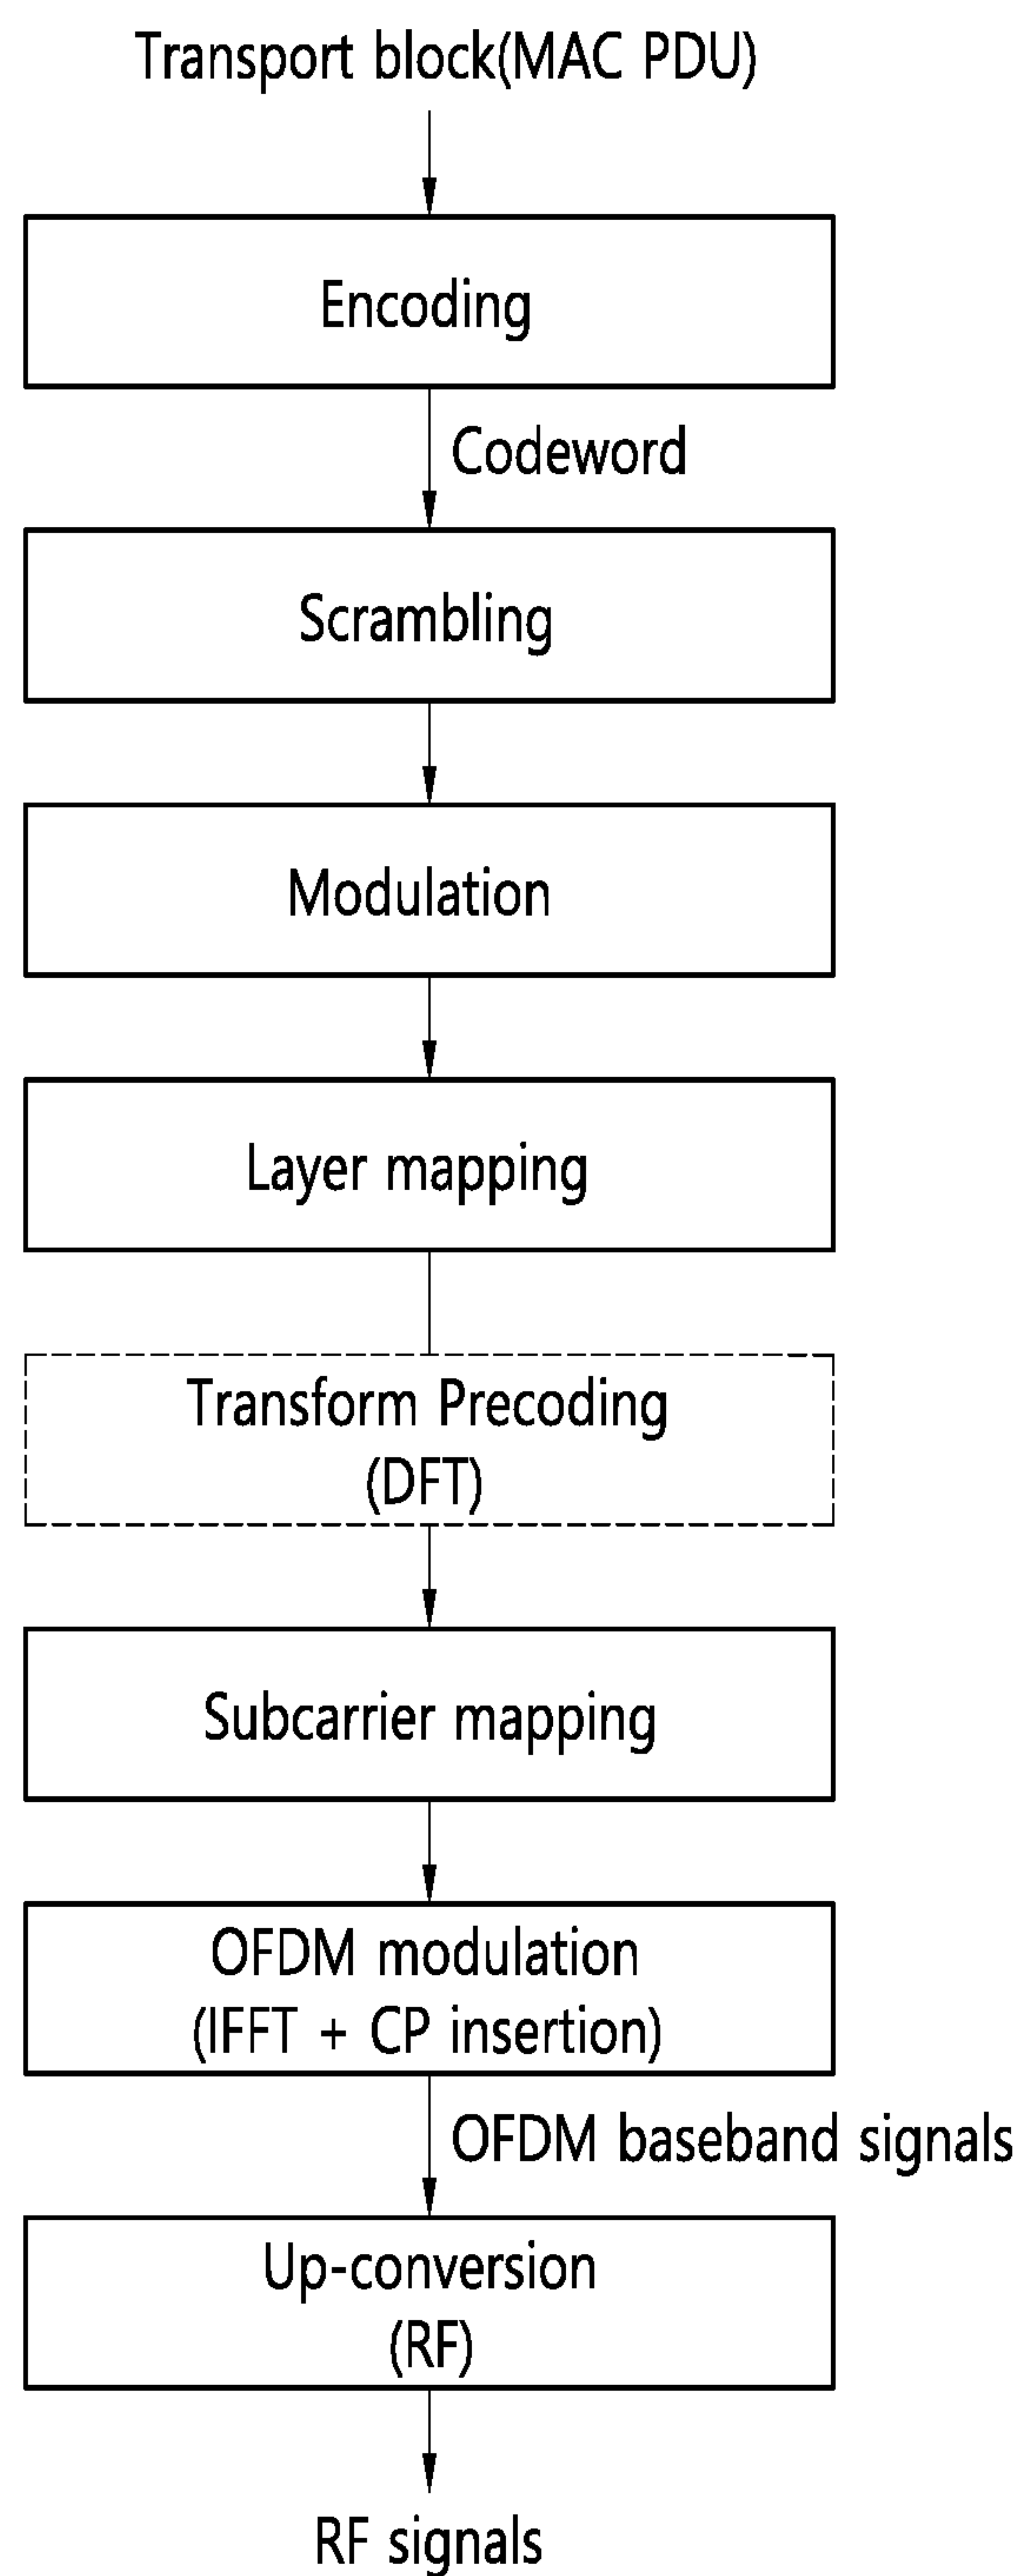 Transport block(MAC PDU)
Encoding
Codeword
Scrambling
Modulation
Layer mapping
Transform Precoding
(DFT)
Subcarrier mapping
OFDM modulation
(IFFT + CP insertion)
OFDM baseband signals
Up-conversion
(RF)
RF signals